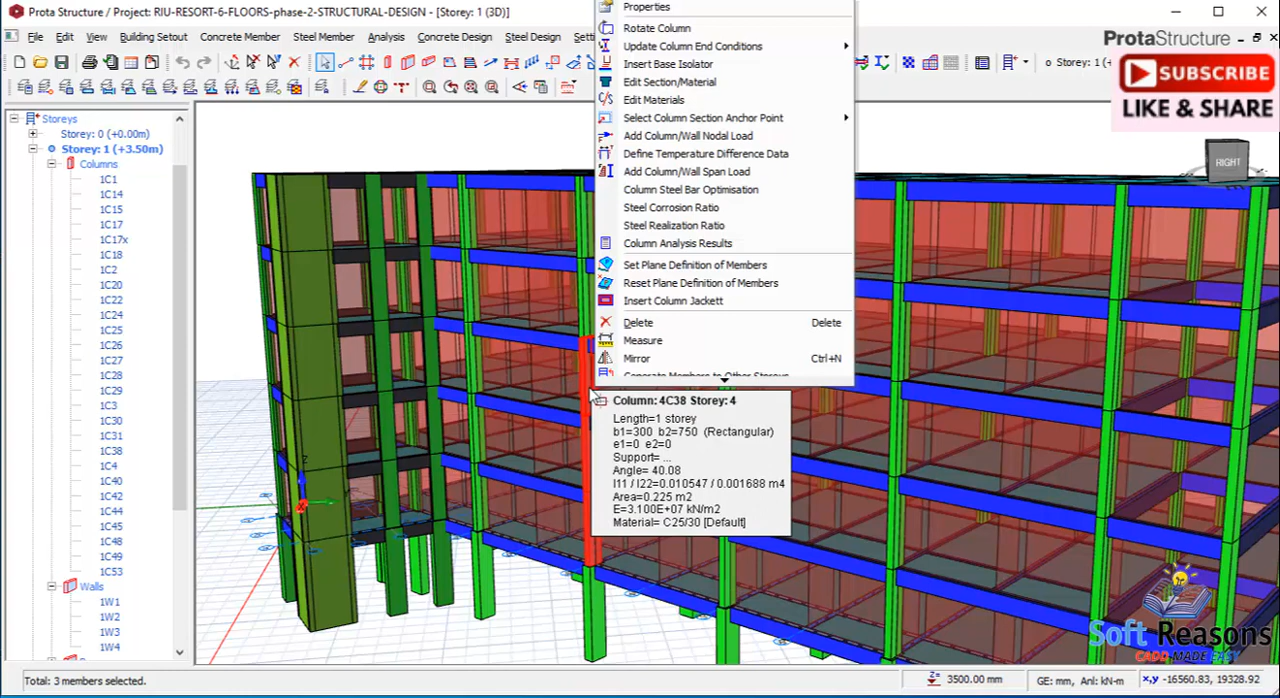 Prota Structure / Project: RIU-RESORT-6-FLOORS-phase-2-STRUCTURAL-DESIGN - [Storey: 1 (3D)]
File Edit View Building Setout Concrete Member Steel Member Analysis Concrete Design Steel Design
ProtaStructure
SUBSCRIBE
LIKE & SHARE
Storeys
Storey: 0 (+0.00m)
Storey: 1 (+3.50m)
Columns
1C1
1C14
1C15
1C17
1C17x
1C18
1C2
1C20
1C22
1C24
1C25
1C26
1C27
1C28
1C29
1C3
1C30
1C31
1C38
1C4
1C40
1C42
1C44
1C45
1C48
1C49
1C53
Walls
1W1
1W2
1W3
1W4
Properties
Rotate Column
Update Column End Conditions
Insert Base Isolator
Edit Section/Material
Edit Materials
Select Column Section Anchor Point
Add Column/Wall Nodal Load
Define Temperature Difference Data
Add Column/Wall Span Load
Column Steel Bar Optimisation
Steel Corrosion Ratio
Steel Realization Ratio
Column Analysis Results
Set Plane Definition of Members
Reset Plane Definition of Members
Insert Column Jackett
Delete Delete
Measure
Mirror Ctrl+N
Column: 4C38 Storey: 4
Length=1 storey
b1=300 b2=750 (Rectangular)
e1=0 e2=0
Support= ...
Angle= 40.08
I11 / I22=0.010547 / 0.001688 m4
Area=0.225 m2
E=3.100E+07 kN/m2
Material= C25/30 [Default]
RIGHT
Soft Reasons
CADD-MADE EASY
Total: 3 members selected.
Z= 3500.00 mm
GE: mm, Anl: kN-m
x,y -16560.83, 19328.92